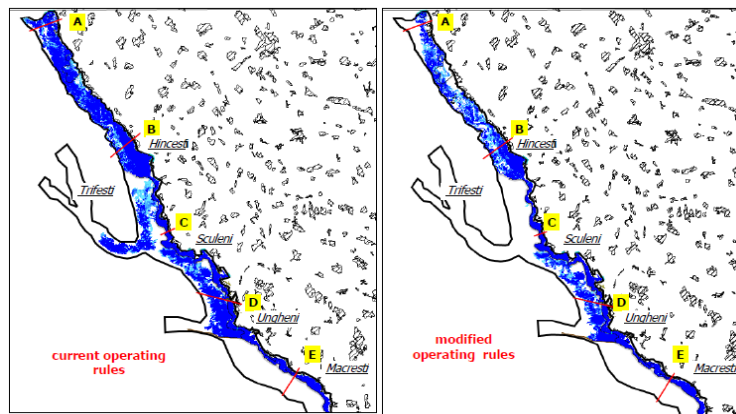 A
B
Hincesti
Trifesti
C
Sculeni
D
Ungheni
current operating
rules
E
Macresti
A
B
Hincesti
Trifesti
C
Sculeni
D
Ungheni
modified
operating rules
E
Macresti